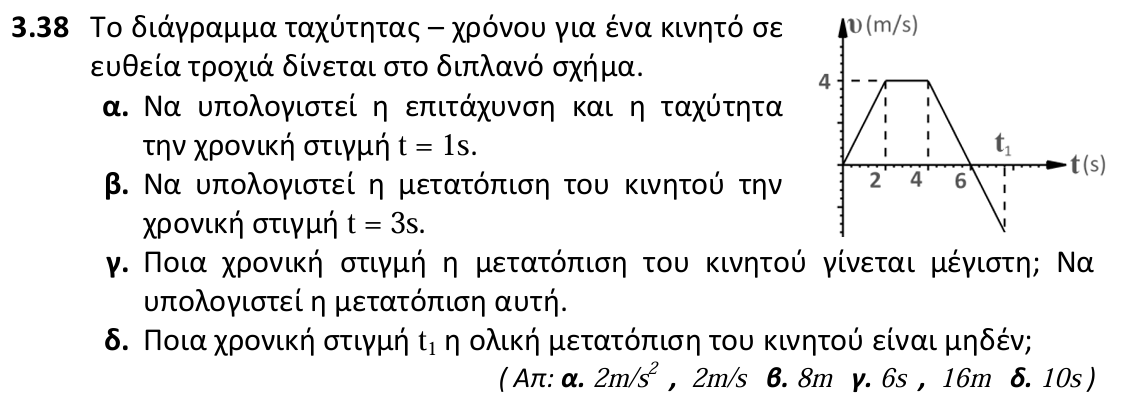 3.38 Το διάγραμμα ταχύτητας – χρόνου για ένα κινητό σε
ευθεία τροχιά δίνεται στο διπλανό σχήμα.
α. Να υπολογιστεί η επιτάχυνση και η ταχύτητα
την χρονική στιγμή t = 1s.
β. Να υπολογιστεί η μετατόπιση του κινητού την
χρονική στιγμή t = 3s.
υ(m/s)
4
t₁
t(s)
2 4 6
γ. Ποια χρονική στιγμή η μετατόπιση του κινητού γίνεται μέγιστη; Να
υπολογιστεί η μετατόπιση αυτή.
δ. Ποια χρονική στιγμή t₁ η ολική μετατόπιση του κινητού είναι μηδέν;
( Απ: α. 2m/s² , 2m/s β. 8m γ. 6s , 16m δ. 10s )